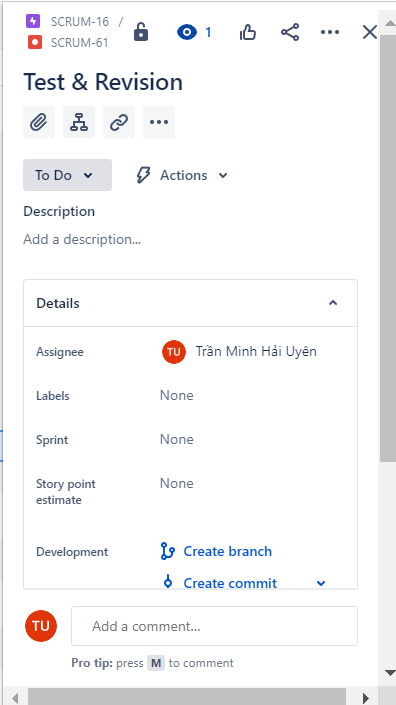 SCRUM-16 /
SCRUM-61
1
Test & Revision
To Do
Actions
Description
Add a description...
Details
Assignee
TU
Trần Minh Hải Uyên
Labels
None
Sprint
None
Story point
estimate
None
Development
Create branch
Create commit
TU
Add a comment...
Pro tip: press M to comment